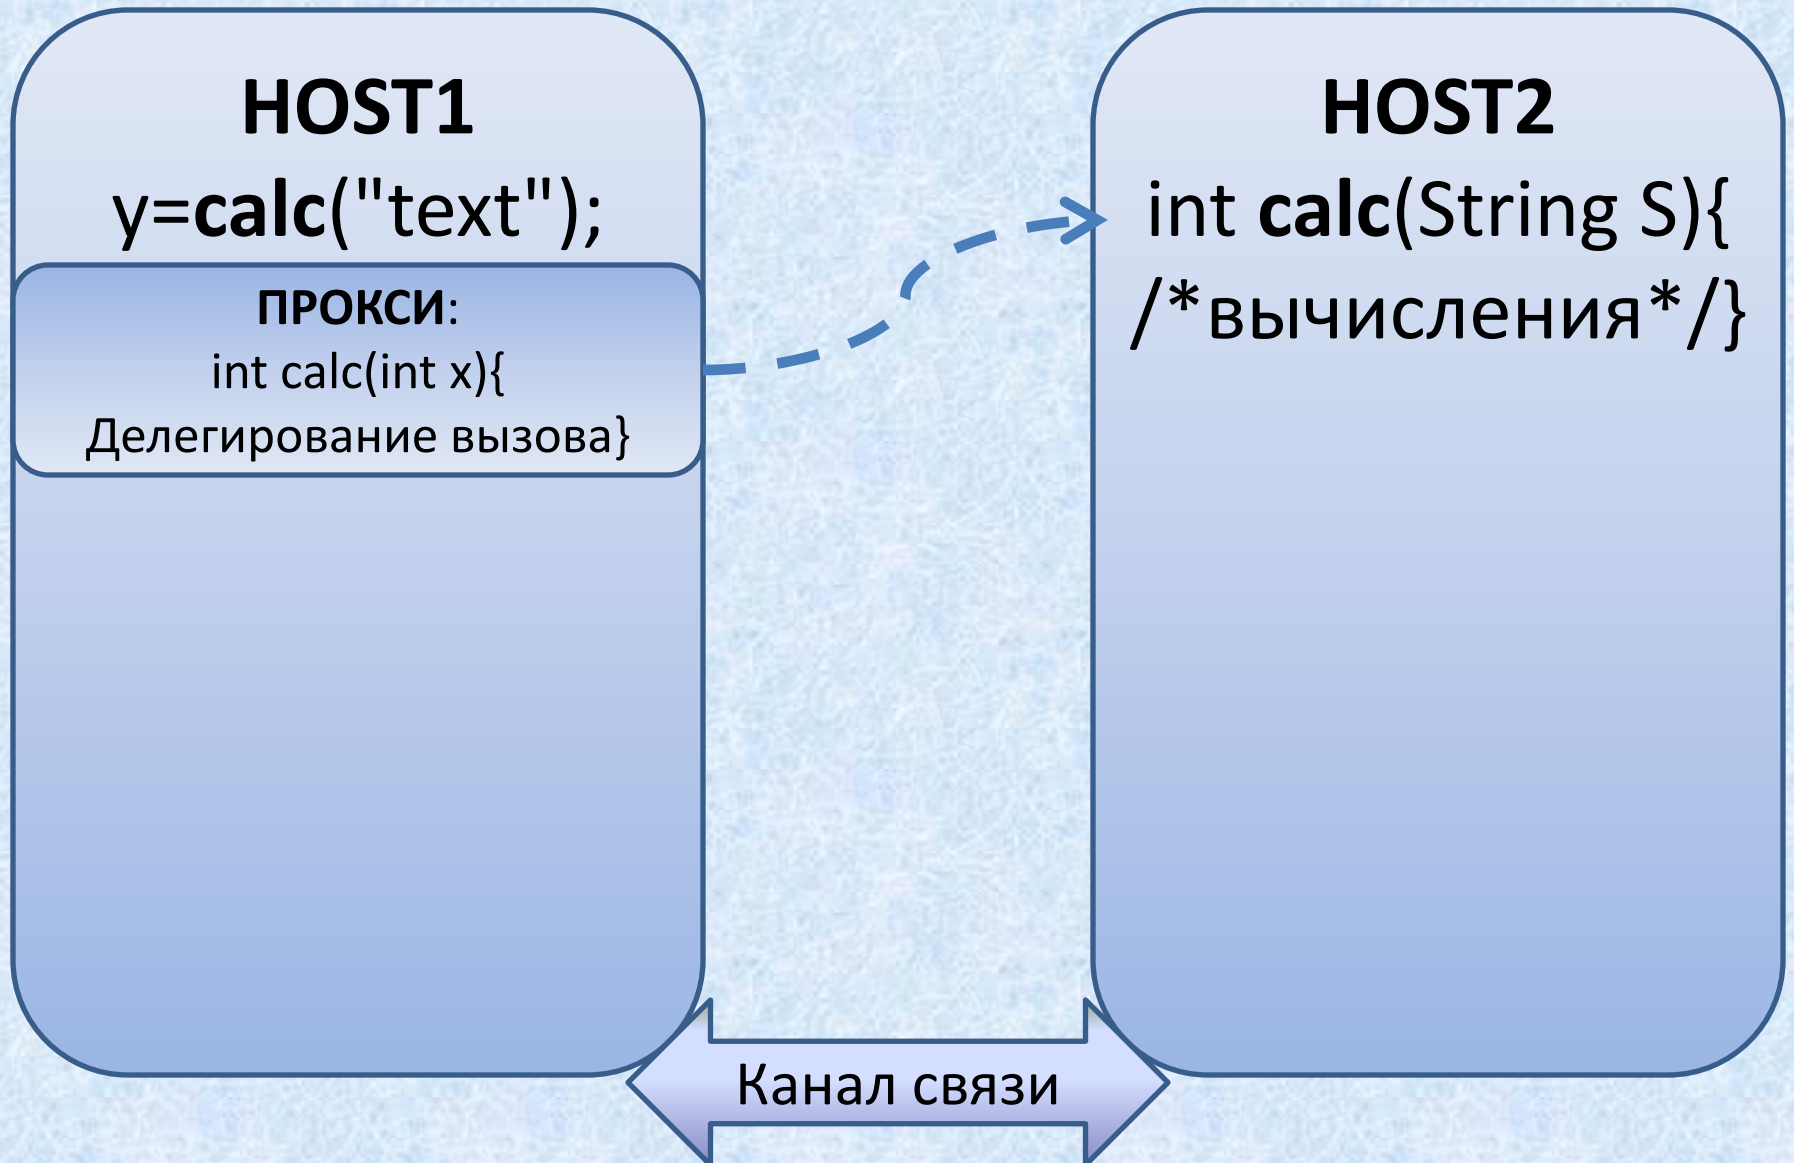 HOST1
y=calc("text");
ПРОКСИ:
int calc(int x){
Делегирование вызова}
HOST2
int calc(String S){
/*вычисления*/}
Канал связи